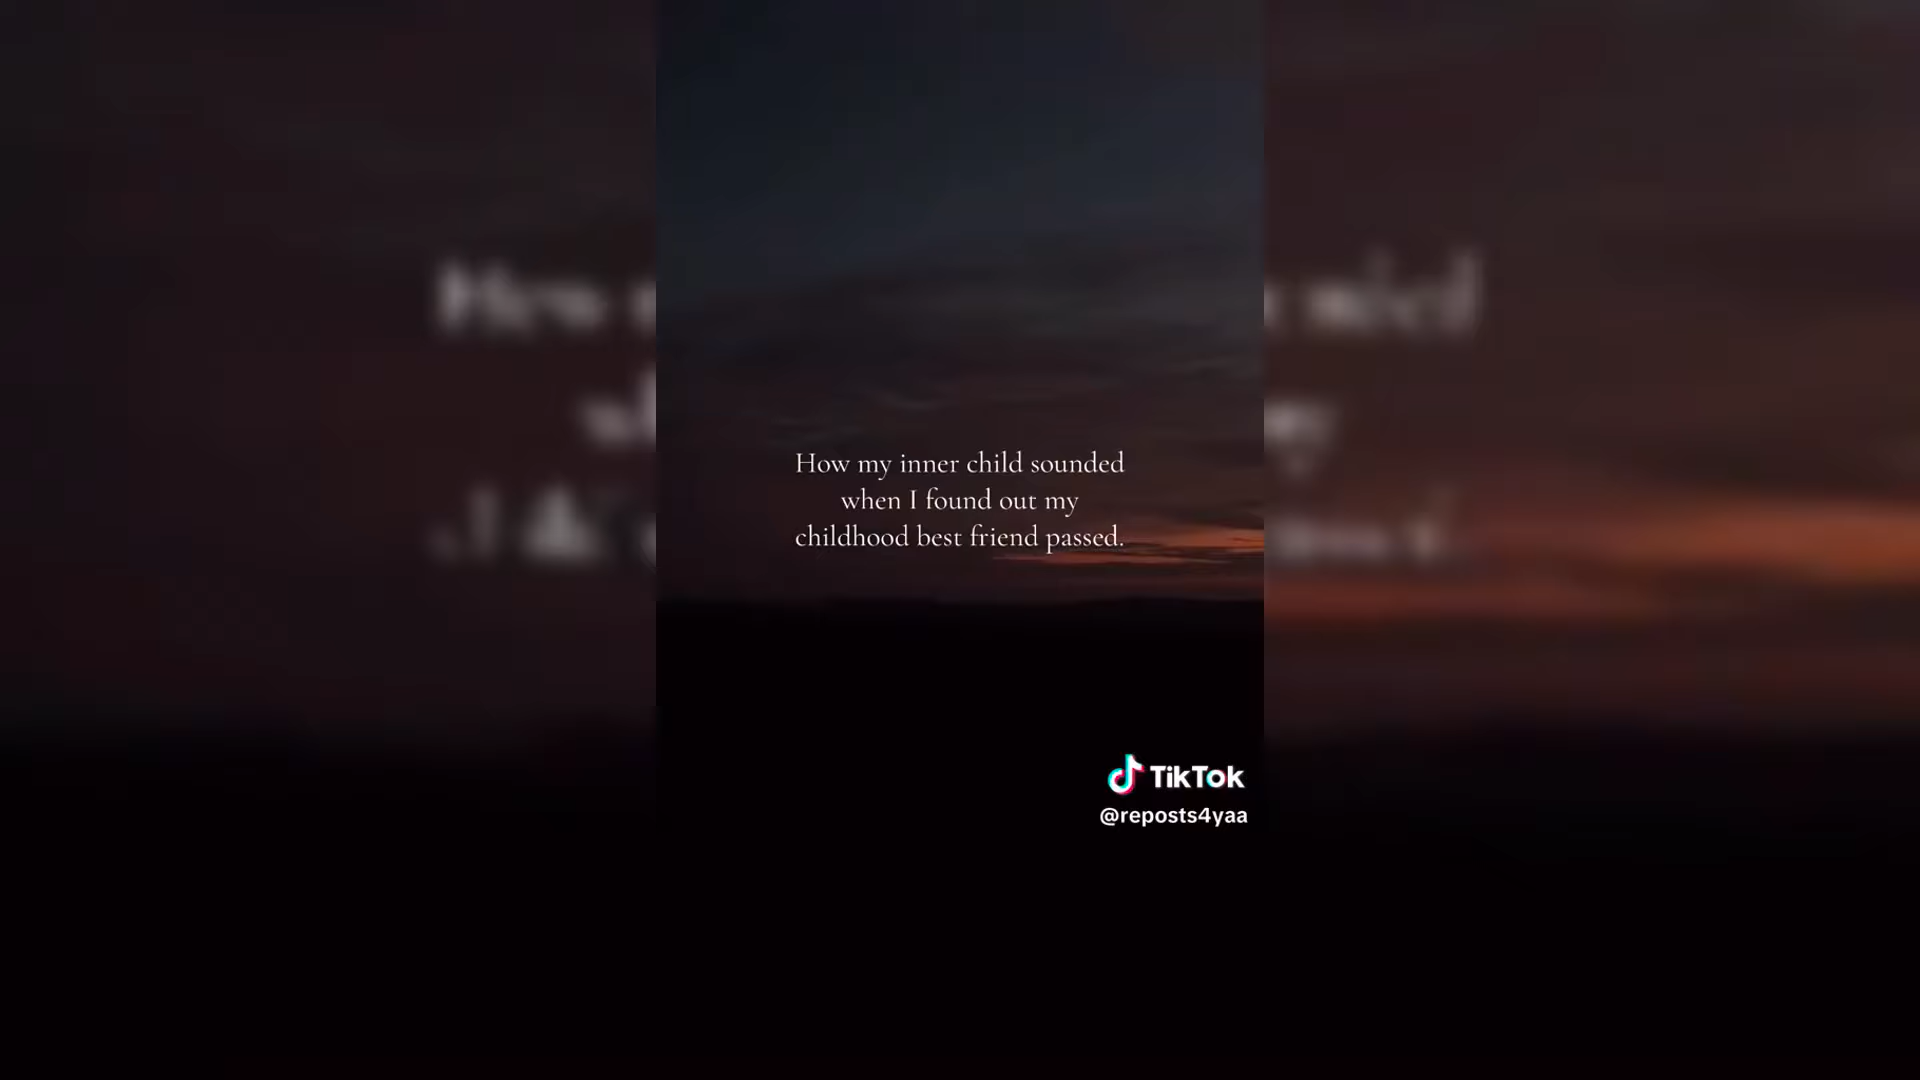 How my inner child sounded
when I found out my
childhood best friend passed.
TikTok
@reposts4yaa